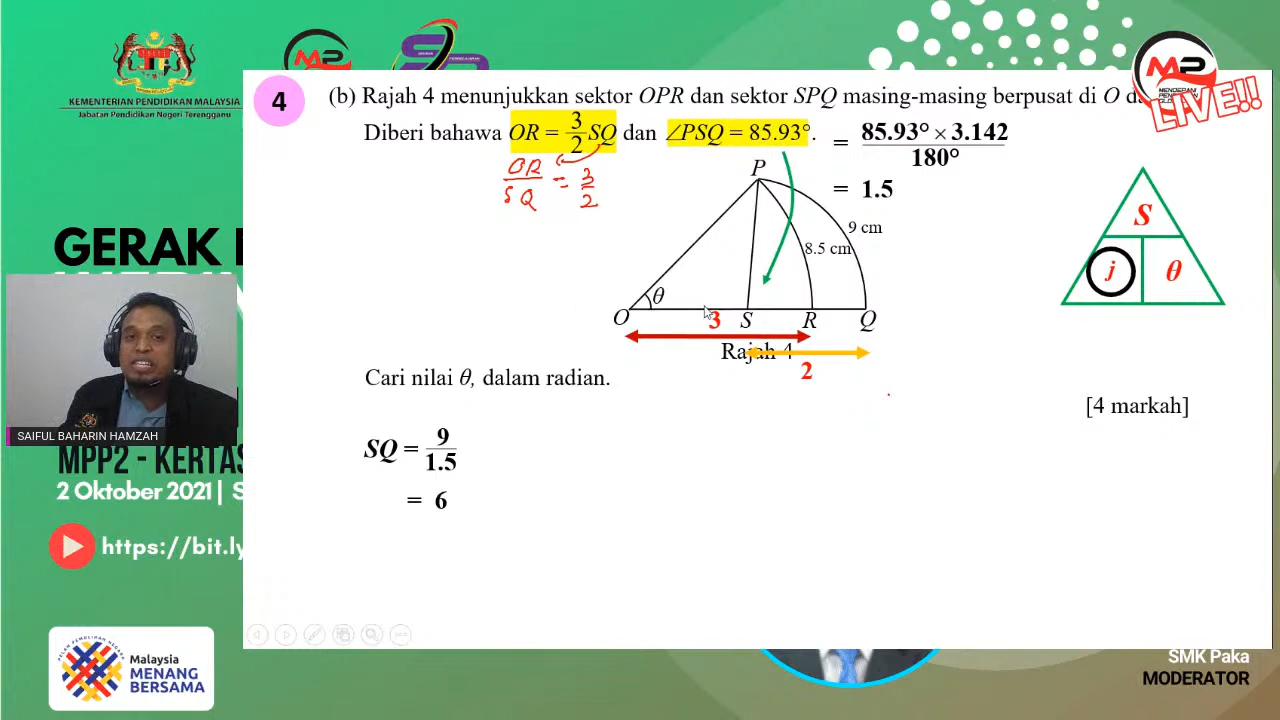 KEMENTERIAN PENDIDIKAN MALAYSIA
Jabatan Pendidikan Negeri Terengganu
MP
MP
LIVE!!!
4
(b) Rajah 4 menunjukkan sektor OPR dan sektor SPQ masing-masing berpusat di O
Diberi bahawa OR = 3/2 SQ dan ∠PSQ = 85.93°.
= 85.93° × 3.142 / 180°
= 1.5
OR/SQ = 3/2
P
9 cm
8.5 cm
θ
O
3
S
R
Q
Rajah 4
2
S
j
θ
Cari nilai θ, dalam radian.
[4 markah]
SQ = 9/1.5
= 6
GERAK
SAIFUL BAHARIN HAMZAH
MPP2 - KERTAS
2 Oktober 2021|
https://bit.ly
Malaysia
MENANG
BERSAMA
SMK Paka
MODERATOR